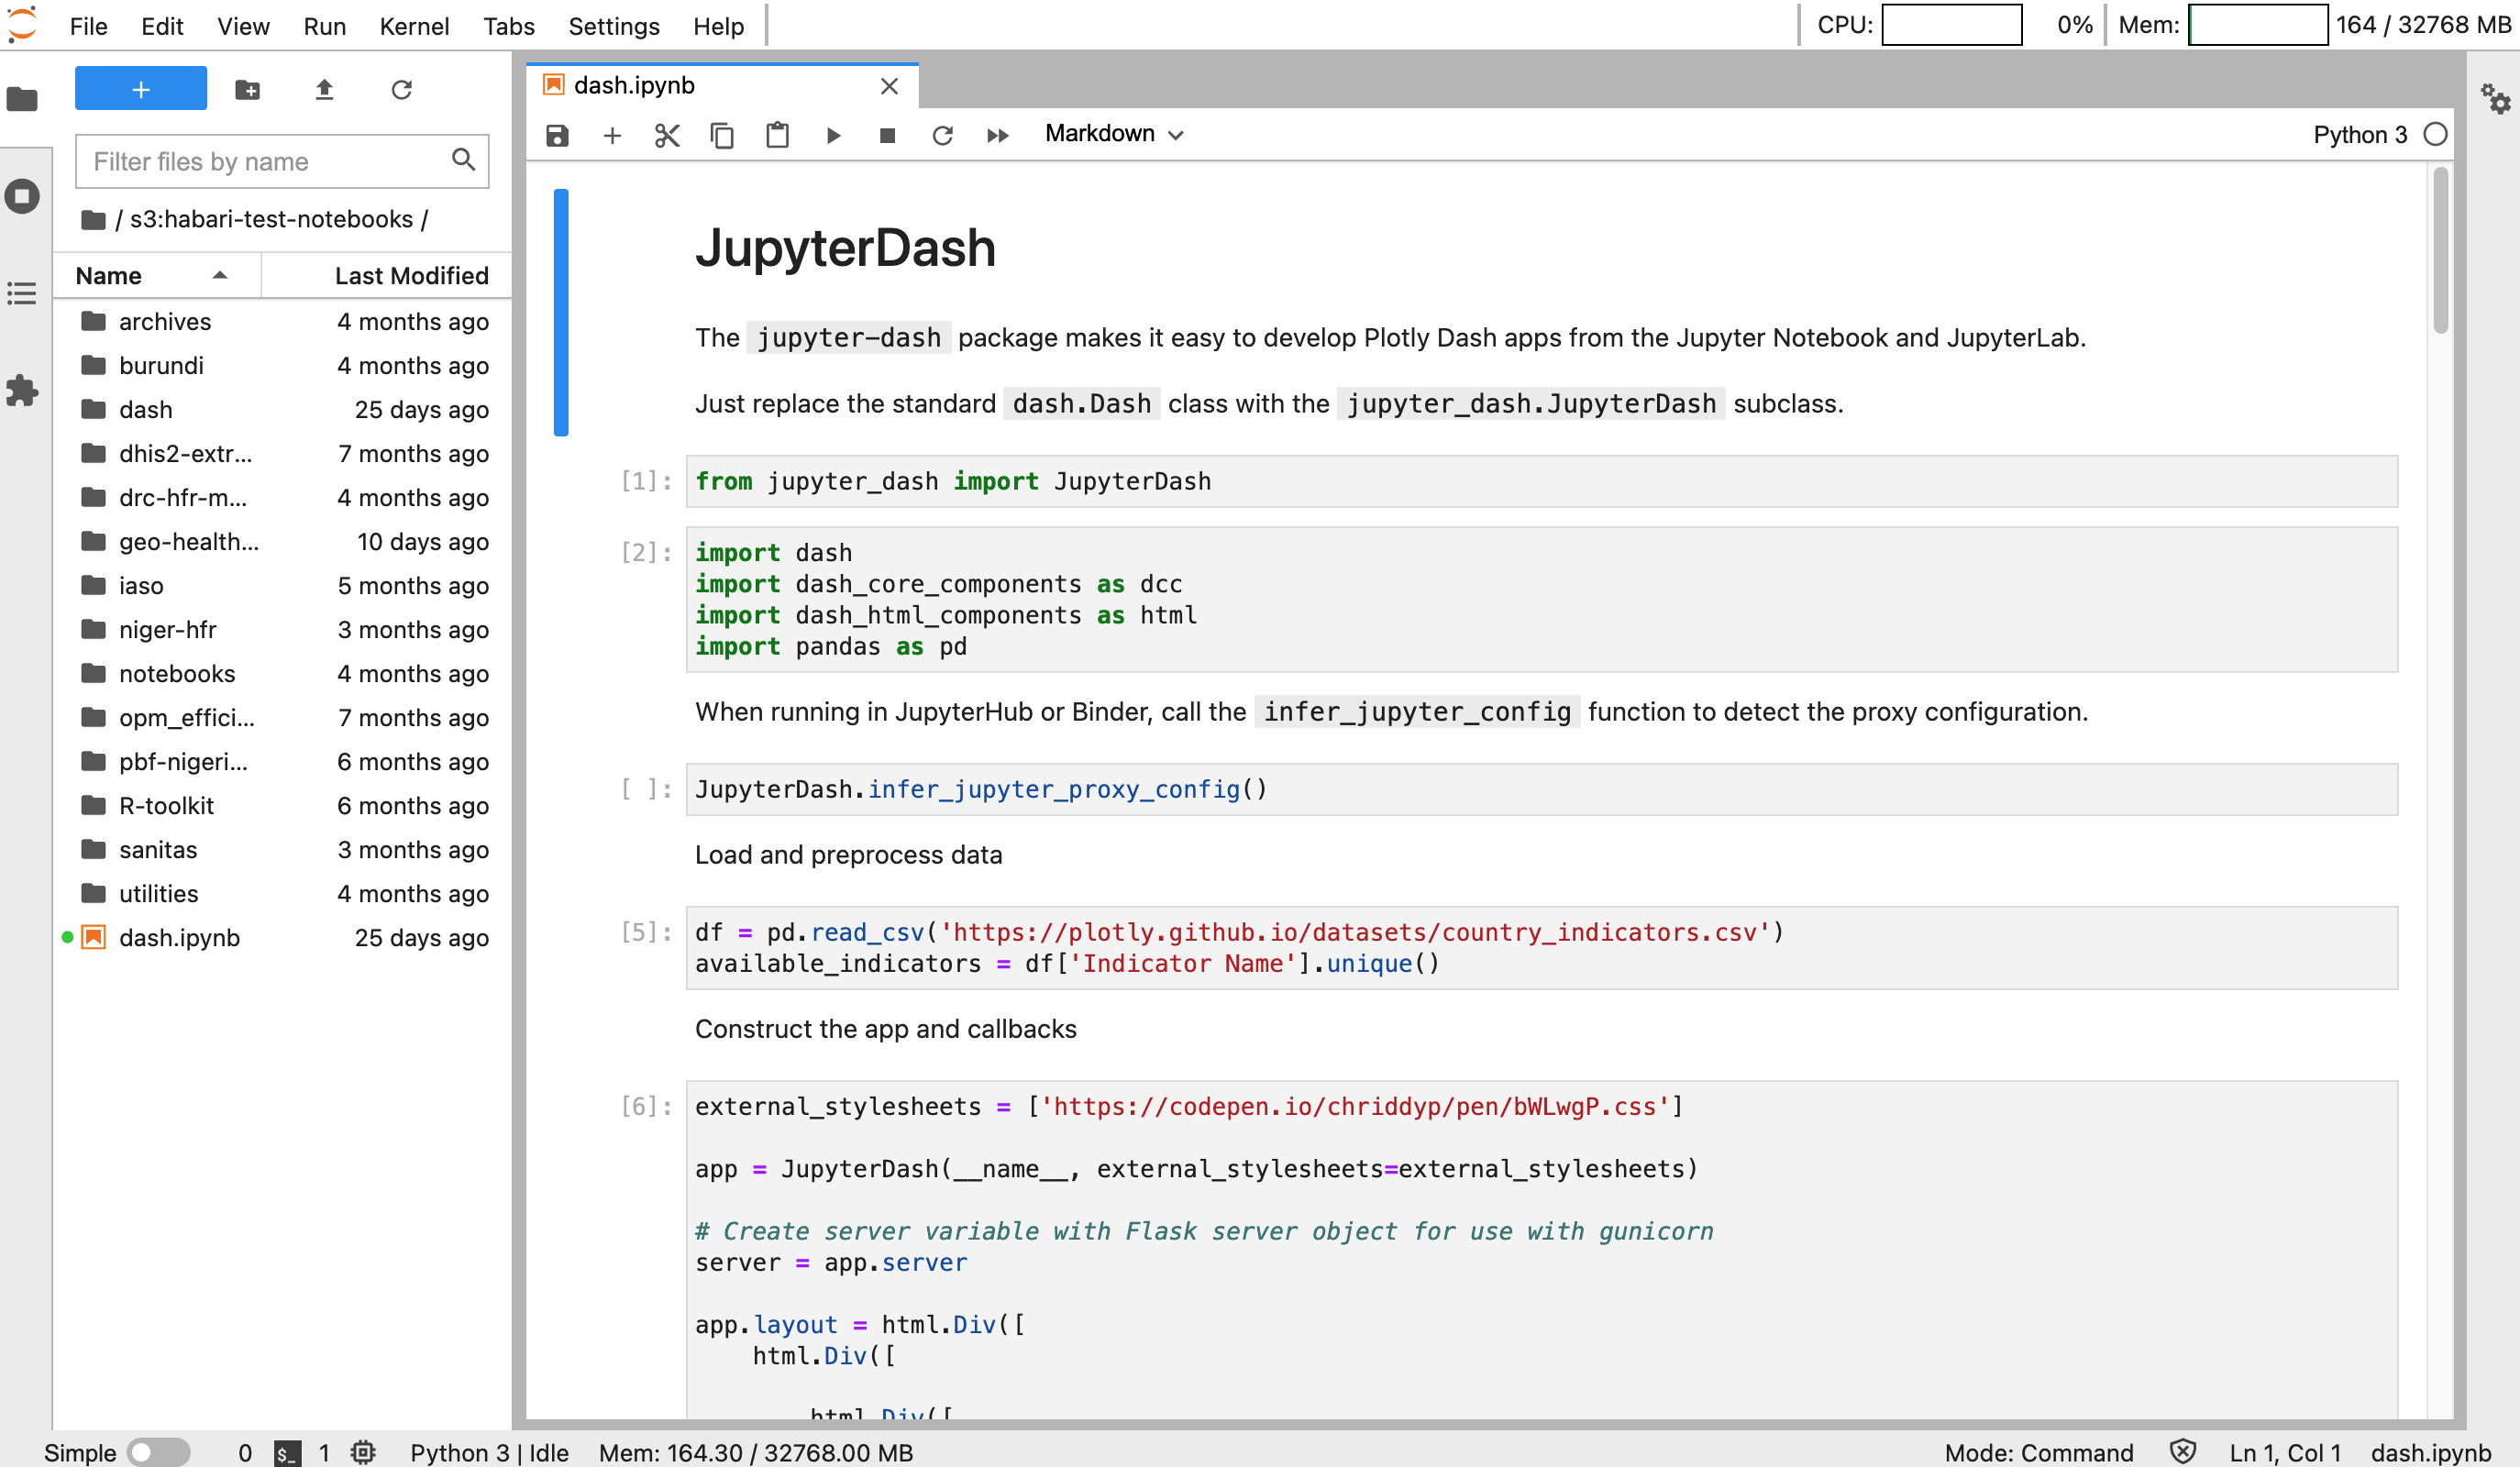 File Edit View Run Kernel Tabs Settings Help
CPU: 0% Mem: 164 / 32768 MB
+
Filter files by name
/ s3:habari-test-notebooks /
Name Last Modified
archives 4 months ago
burundi 4 months ago
dash 25 days ago
dhis2-extr... 7 months ago
drc-hfr-m... 4 months ago
geo-health... 10 days ago
iaso 5 months ago
niger-hfr 3 months ago
notebooks 4 months ago
opm_effici... 7 months ago
pbf-nigeri... 6 months ago
R-toolkit 6 months ago
sanitas 3 months ago
utilities 4 months ago
dash.ipynb 25 days ago
dash.ipynb
Markdown
Python 3
JupyterDash
The jupyter-dash package makes it easy to develop Plotly Dash apps from the Jupyter Notebook and JupyterLab.
Just replace the standard dash.Dash class with the jupyter_dash.JupyterDash subclass.
[1]: from jupyter_dash import JupyterDash
[2]: import dash
import dash_core_components as dcc
import dash_html_components as html
import pandas as pd
When running in JupyterHub or Binder, call the infer_jupyter_config function to detect the proxy configuration.
[ ]: JupyterDash.infer_jupyter_proxy_config()
Load and preprocess data
[5]: df = pd.read_csv('https://plotly.github.io/datasets/country_indicators.csv')
available_indicators = df['Indicator Name'].unique()
Construct the app and callbacks
[6]: external_stylesheets = ['https://codepen.io/chriddyp/pen/bWLwgP.css']
app = JupyterDash(__name__, external_stylesheets=external_stylesheets)
# Create server variable with Flask server object for use with gunicorn
server = app.server
app.layout = html.Div([
html.Div([
html.Div([
Simple 0 $_ 1 Python 3 | Idle Mem: 164.30 / 32768.00 MB
Mode: Command Ln 1, Col 1 dash.ipynb